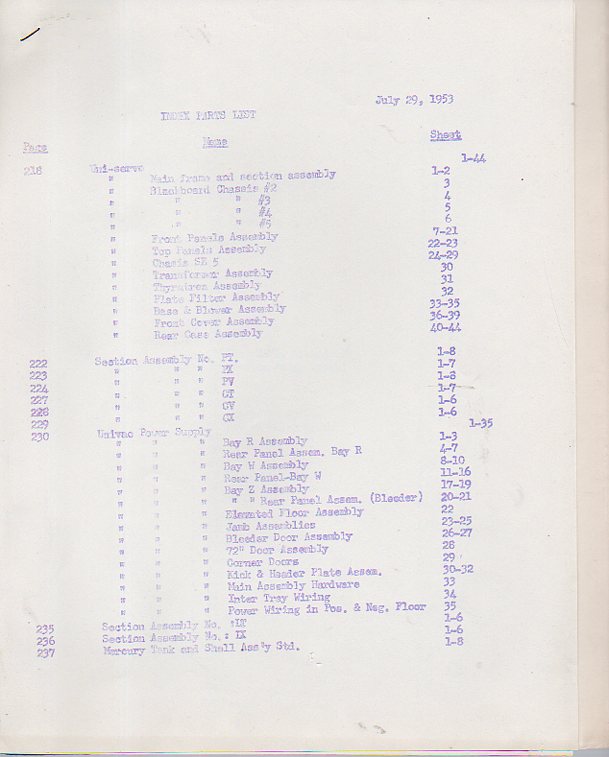 July 29, 1953
INDEX PARTS LIST
Page Name Sheet
218 Uni-servo 1-44
" Main frame and section assembly 1-2
" Blackboard Chassis #2 3
" " " #3 4
" " " #4 5
" " " #5 6
" Front Panels Assembly 7-21
" Top Panels Assembly 22-23
" Chassis SE 5 24-29
" Transformer Assembly 30
" Thyratron Assembly 31
" Plate Filter Assembly 32
" Base & Blower Assembly 33-35
" Front Cover Assembly 36-39
" Rear Case Assembly 40-44
222 Section Assembly No. PT. 1-8
223 " " " PX 1-7
224 " " " PV 1-8
227 " " " GT 1-7
228 " " " GV 1-6
229 " " " GX 1-6
230 Univac Power Supply 1-35
" " " Bay R Assembly 1-3
" " " Rear Panel Assem. Bay R 4-7
" " " Bay W Assembly 8-10
" " " Rear Panel-Bay W 11-16
" " " Bay Z Assembly 17-19
" " " " " Rear Panel Assem. (Bleeder) 20-21
" " " Elevated Floor Assembly 22
" " " Jamb Assemblies 23-25
" " " Bleeder Door Assembly 26-27
" " " 72" Door Assembly 28
" " " Corner Doors 29
" " " Kick & Header Plate Assem. 30-32
" " " Main Assembly Hardware 33
" " " Inter Tray Wiring 34
" " " Power Wiring in Pos. & Neg. Floor 35
235 Section Assembly No. :LT 1-6
236 Section Assembly No.: IX 1-6
237 Mercury Tank and Shell Ass'y Std. 1-8